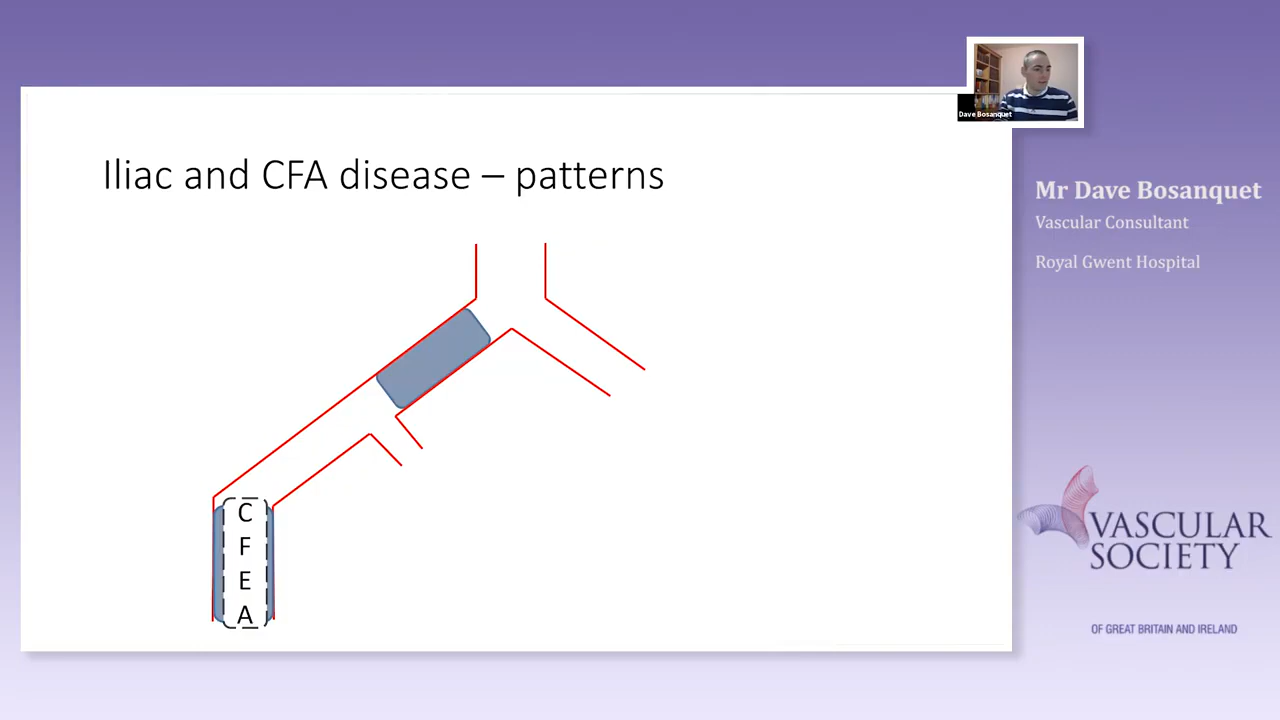 Dave Bosanquet
Iliac and CFA disease – patterns
Mr Dave Bosanquet
Vascular Consultant
Royal Gwent Hospital
C
F
E
A
VASCULAR
SOCIETY
OF GREAT BRITAIN AND IRELAND